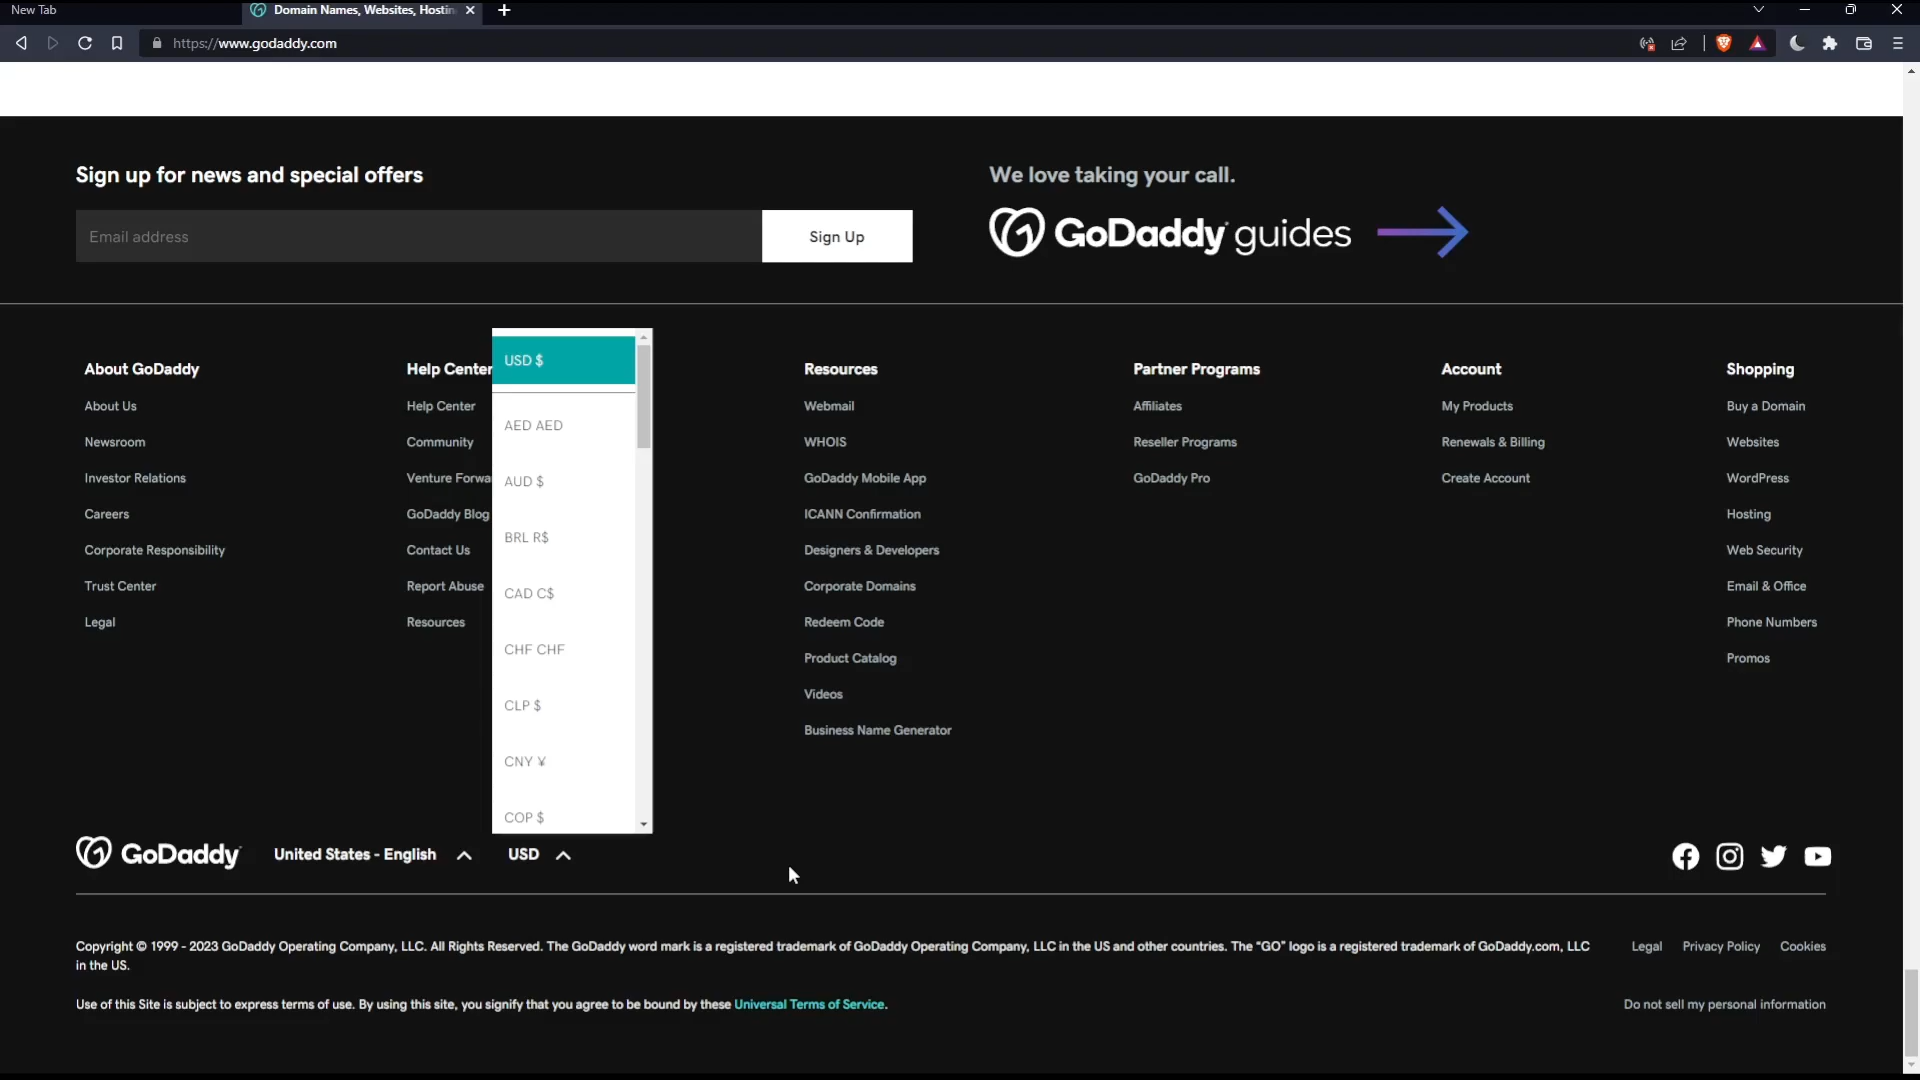 New Tab
Domain Names, Websites, Hostin
https://www.godaddy.com
Sign up for news and special offers
Email address
Sign Up
We love taking your call.
GoDaddy guides
About GoDaddy
About Us
Newsroom
Investor Relations
Careers
Corporate Responsibility
Trust Center
Legal
Help Center
Help Center
Community
Venture Forwa
GoDaddy Blog
Contact Us
Report Abuse
Resources
USD $
AED AED
AUD $
BRL R$
CAD C$
CHF CHF
CLP $
CNY ¥
COP $
Resources
Webmail
WHOIS
GoDaddy Mobile App
ICANN Confirmation
Designers & Developers
Corporate Domains
Redeem Code
Product Catalog
Videos
Business Name Generator
Partner Programs
Affiliates
Reseller Programs
GoDaddy Pro
Account
My Products
Renewals & Billing
Create Account
Shopping
Buy a Domain
Websites
WordPress
Hosting
Web Security
Email & Office
Phone Numbers
Promos
GoDaddy
United States - English
USD
Copyright © 1999 - 2023 GoDaddy Operating Company, LLC. All Rights Reserved. The GoDaddy word mark is a registered trademark of GoDaddy Operating Company, LLC in the US and other countries. The "GO" logo is a registered trademark of GoDaddy.com, LLC
in the US.
Legal
Privacy Policy
Cookies
Use of this Site is subject to express terms of use. By using this site, you signify that you agree to be bound by these Universal Terms of Service.
Do not sell my personal information